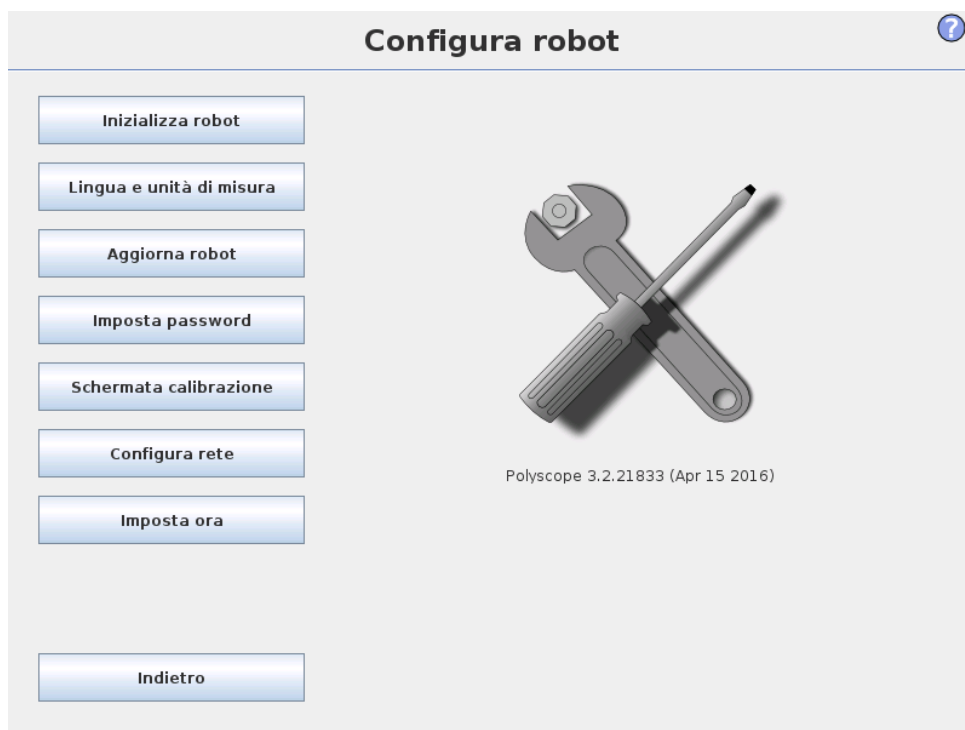 Configura robot
?
Inizializza robot
Lingua e unità di misura
Aggiorna robot
Imposta password
Schermata calibrazione
Configura rete
Imposta ora
Polyscope 3.2.21833 (Apr 15 2016)
Indietro